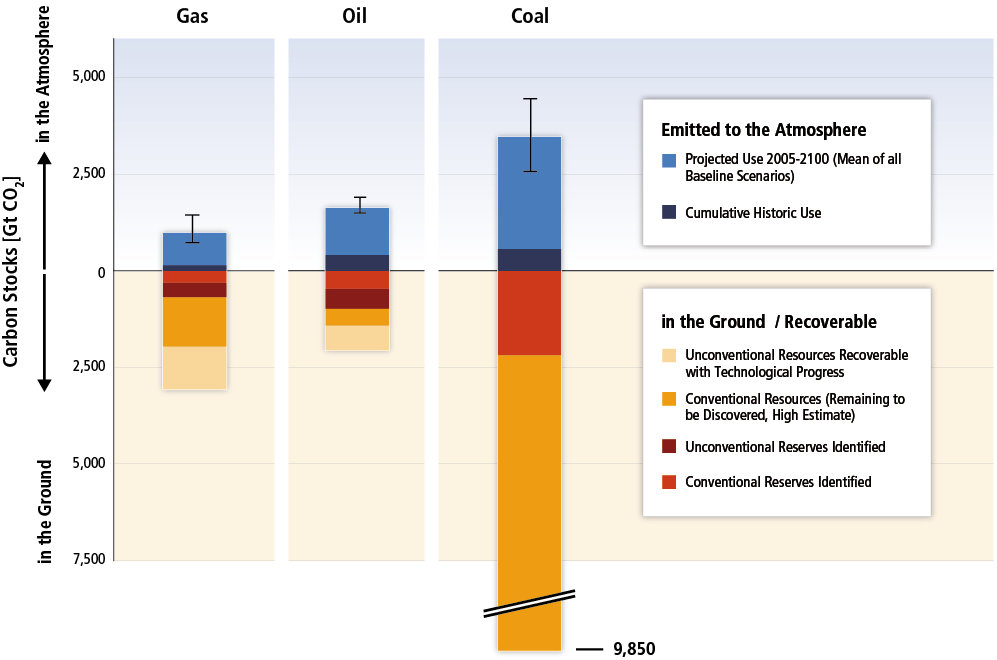 Gas
Oil
Coal
in the Atmosphere
Carbon Stocks [Gt CO2]
in the Ground
5,000
2,500
0
2,500
5,000
7,500
9,850
Emitted to the Atmosphere
Projected Use 2005-2100 (Mean of all
Baseline Scenarios)
Cumulative Historic Use
in the Ground / Recoverable
Unconventional Resources Recoverable
with Technological Progress
Conventional Resources (Remaining to
be Discovered, High Estimate)
Unconventional Reserves Identified
Conventional Reserves Identified